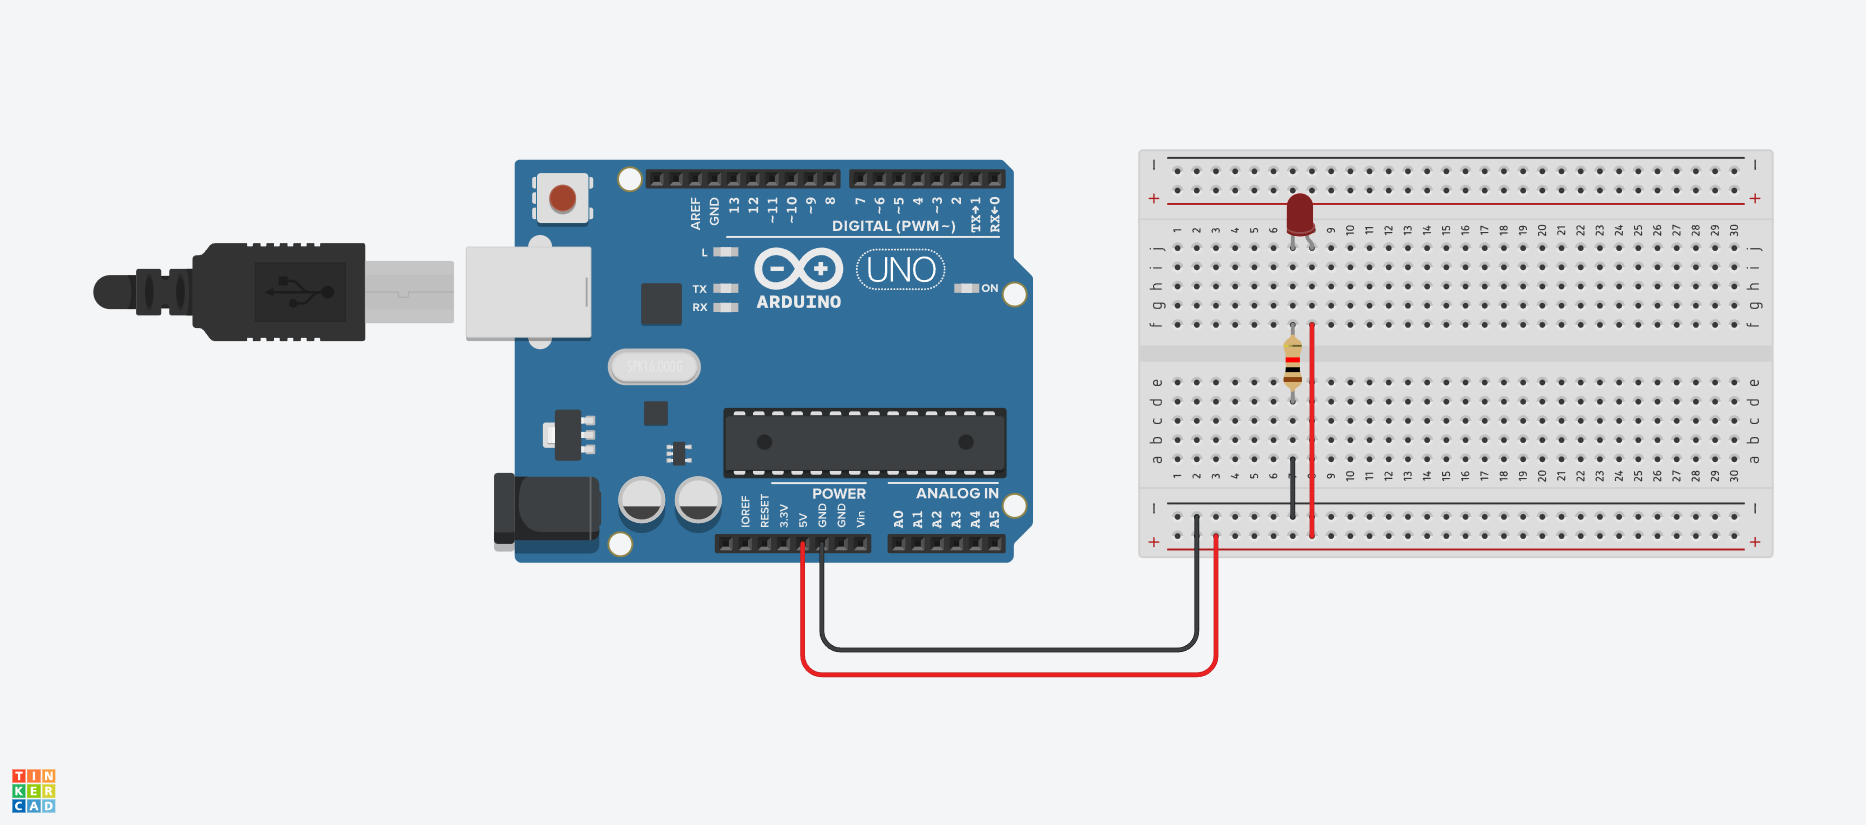 AREF
GND
13
12
~11
~10
~9
8
7
~6
~5
4
~3
2
TX→1
RX←0
DIGITAL (PWM~)
L
TX
RX
ARDUINO
UNO
ON
SPK16.000G
POWER
ANALOG IN
IOREF
RESET
3.3V
5V
GND
GND
Vin
A0
A1
A2
A3
A4
A5
— —
+ +
1 2 3 4 5 6 9 10 11 12 13 14 15 16 17 18 19 20 21 22 23 24 25 26 27 28 29 30
j j
i i
h h
g g
f f
e e
d d
c c
b b
a a
1 2 3 4 5 6 9 10 11 12 13 14 15 16 17 18 19 20 21 22 23 24 25 26 27 28 29 30
— —
+ +
TIN
KER
CAD